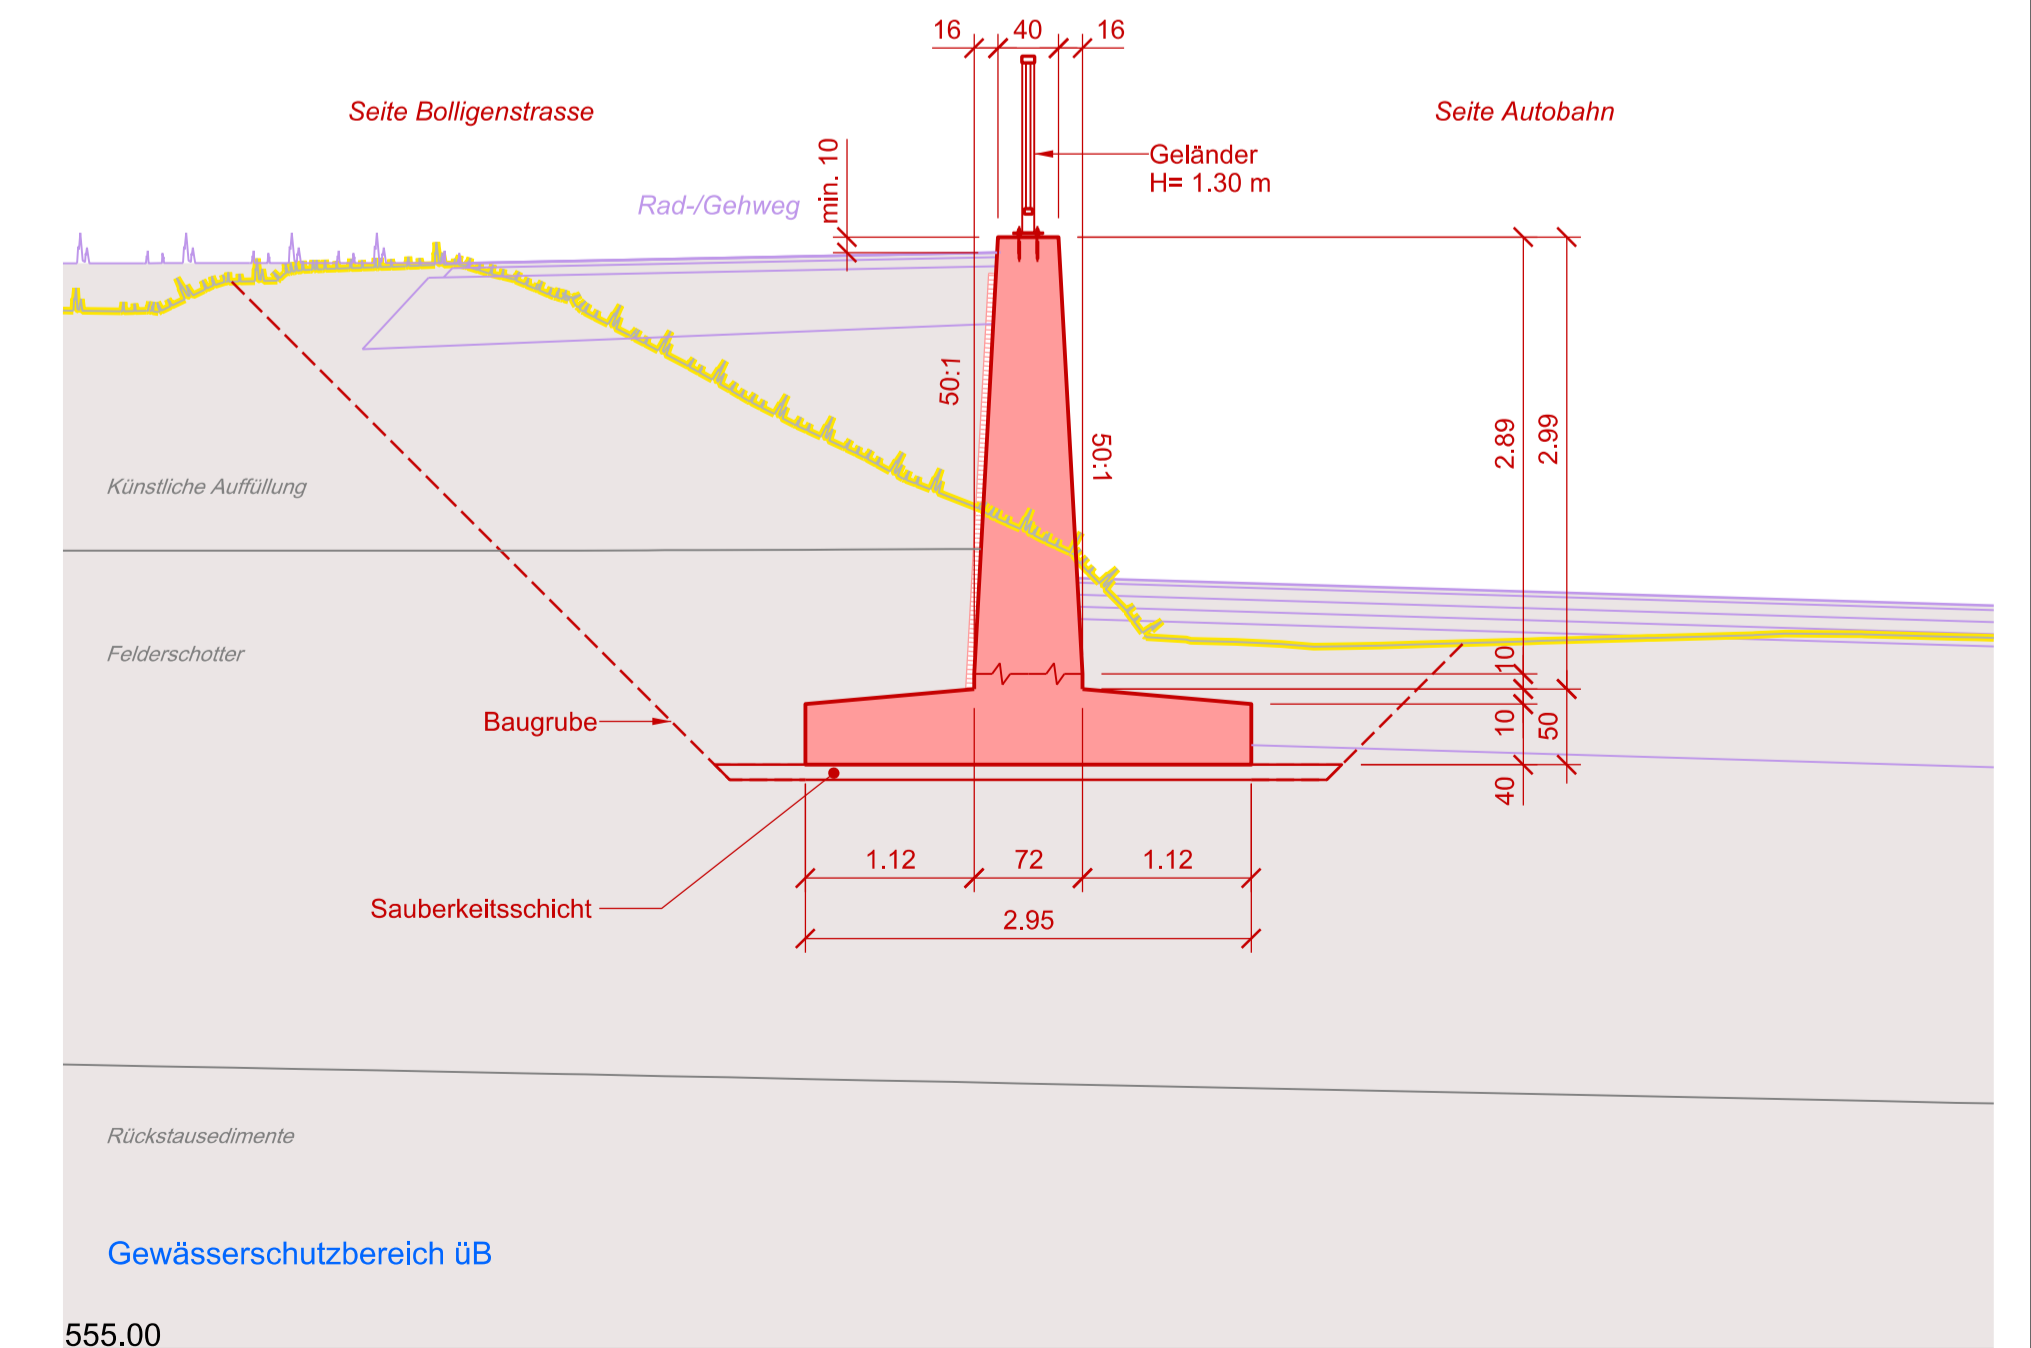 16 40 16
Seite Bolligenstrasse
Seite Autobahn
min. 10
Geländer
H= 1.30 m
Rad-/Gehweg
50:1
50:1
2.89
2.99
Künstliche Auffüllung
Felderschotter
10
10
50
40
Baugrube
1.12 72 1.12
Sauberkeitsschicht
2.95
Rückstausedimente
Gewässerschutzbereich üB
555.00